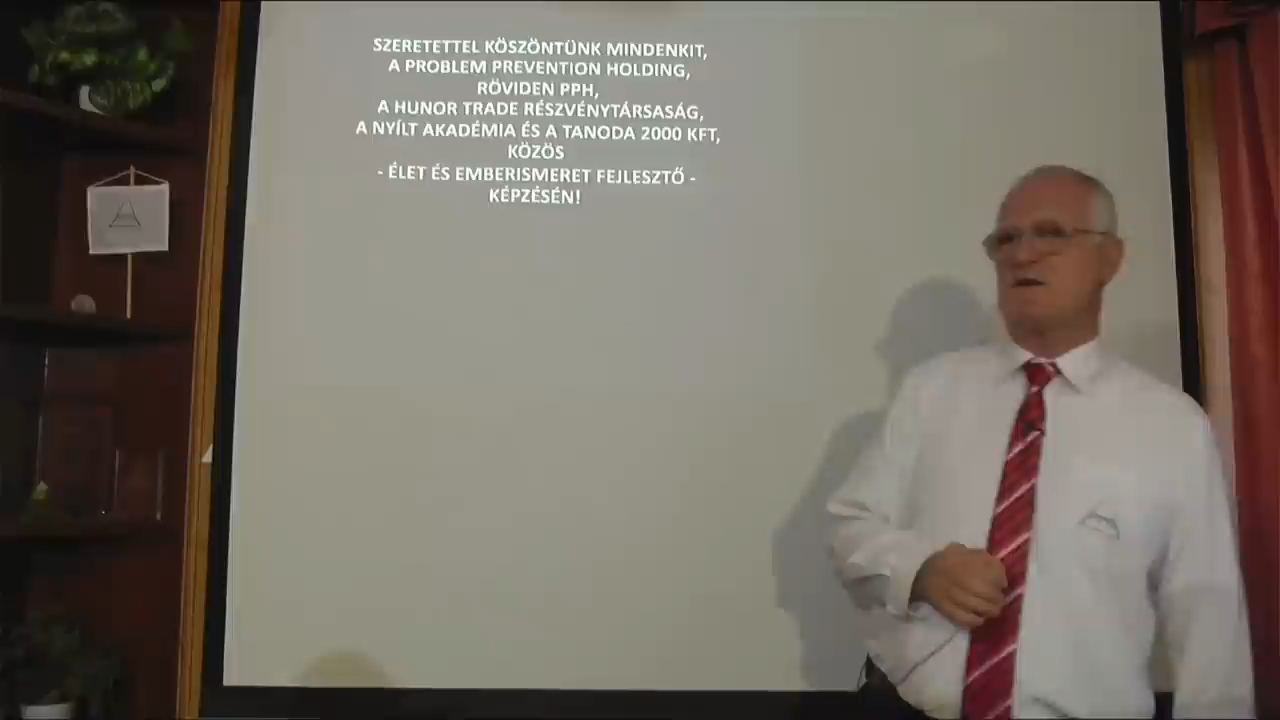 SZERETETTEL KÖSZÖNTÜNK MINDENKIT,
A PROBLEM PREVENTION HOLDING,
RÖVIDEN PPH,
A HUNOR TRADE RÉSZVÉNYTÁRSASÁG,
A NYÍLT AKADÉMIA ÉS A TANODA 2000 KFT,
KÖZÖS
- ÉLET ÉS EMBERISMERET FEJLESZTŐ -
KÉPZÉSÉN!